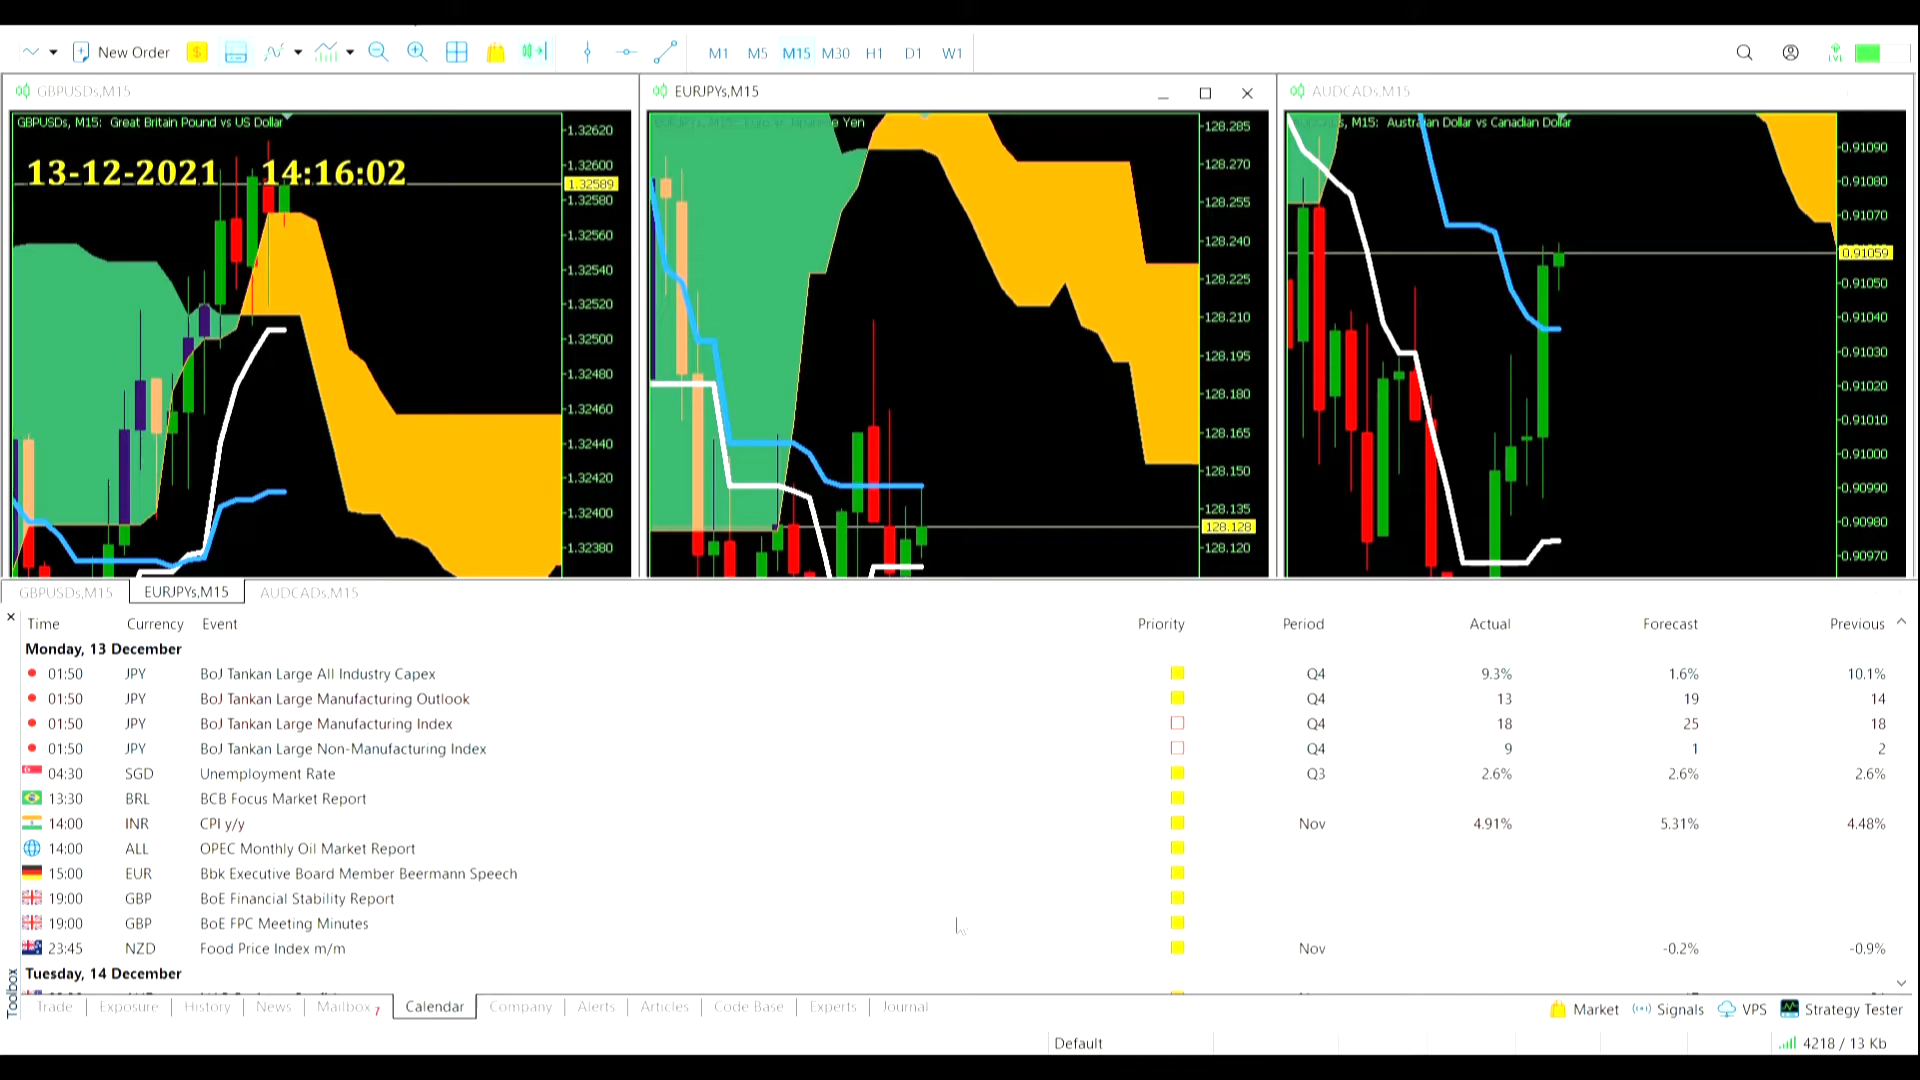 New Order M1 M5 M15 M30 H1 D1 W1 LVL
GBPUSDs,M15 EURJPYs,M15 AUDCADs,M15
GBPUSDs, M15: Great Britain Pound vs US Dollar
13-12-2021 14:16:02
1.32620
1.32600
1.32589
1.32580
1.32560
1.32540
1.32520
1.32500
1.32480
1.32460
1.32440
1.32420
1.32400
1.32380
EURJPYs, M15: Euro vs Japanese Yen
128.285
128.270
128.255
128.240
128.225
128.210
128.195
128.180
128.165
128.150
128.135
128.128
128.120
s, M15: Australian Dollar vs Canadian Dollar
0.91090
0.91080
0.91070
0.91059
0.91050
0.91040
0.91030
0.91020
0.91010
0.91000
0.90990
0.90980
0.90970
GBPUSDs,M15 EURJPYs,M15 AUDCADs,M15
Time Currency Event Priority Period Actual Forecast Previous
Monday, 13 December
01:50 JPY BoJ Tankan Large All Industry Capex Q4 9.3% 1.6% 10.1%
01:50 JPY BoJ Tankan Large Manufacturing Outlook Q4 13 19 14
01:50 JPY BoJ Tankan Large Manufacturing Index Q4 18 25 18
01:50 JPY BoJ Tankan Large Non-Manufacturing Index Q4 9 1 2
04:30 SGD Unemployment Rate Q3 2.6% 2.6% 2.6%
13:30 BRL BCB Focus Market Report
14:00 INR CPI y/y Nov 4.91% 5.31% 4.48%
14:00 ALL OPEC Monthly Oil Market Report
15:00 EUR Bbk Executive Board Member Beermann Speech
19:00 GBP BoE Financial Stability Report
19:00 GBP BoE FPC Meeting Minutes
23:45 NZD Food Price Index m/m Nov -0.2% -0.9%
Tuesday, 14 December
Toolbox
Trade Exposure History News Mailbox 7 Calendar Company Alerts Articles Code Base Experts Journal
Market Signals VPS Strategy Tester
Default 4218 / 13 Kb